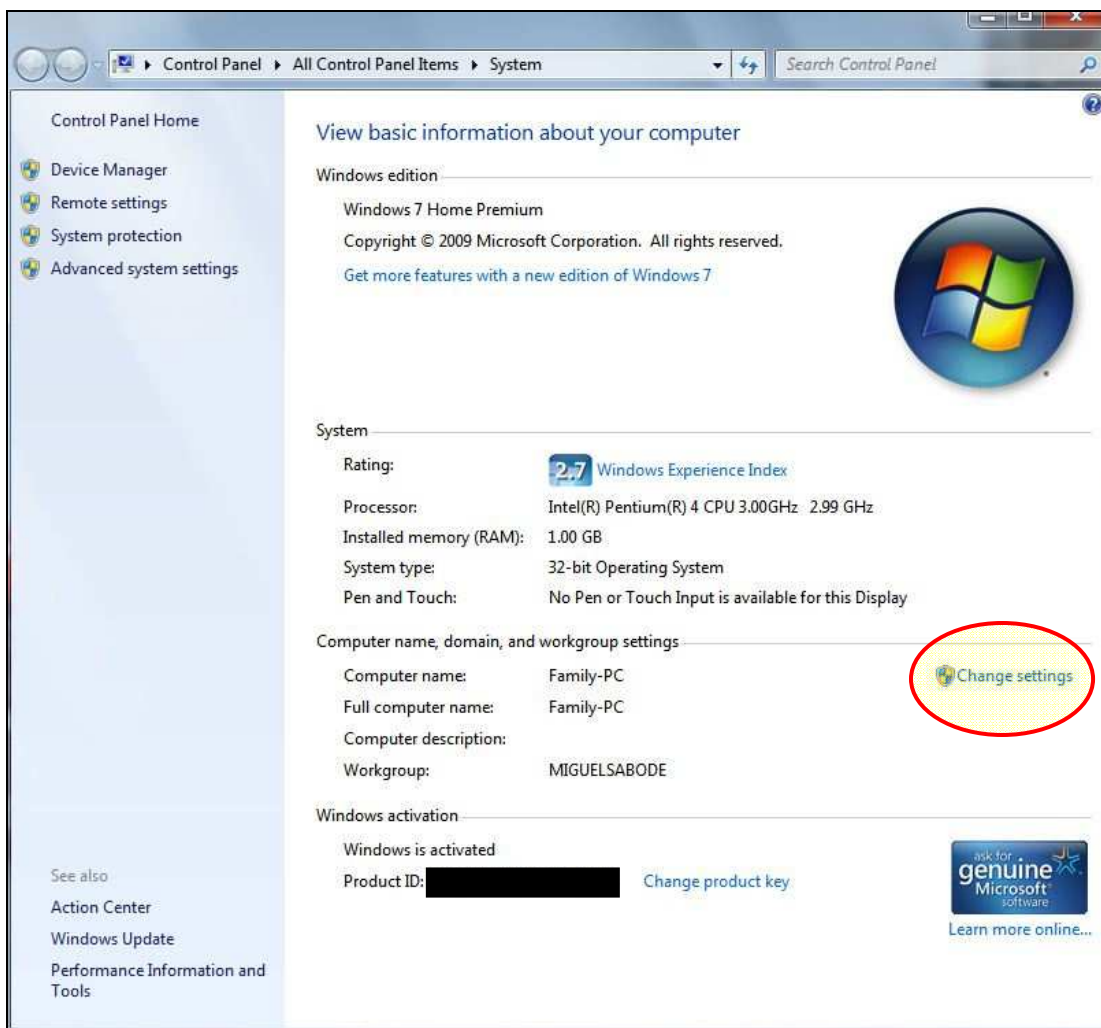 Control Panel ▸ All Control Panel Items ▸ System
Search Control Panel
Control Panel Home
Device Manager
Remote settings
System protection
Advanced system settings
See also
Action Center
Windows Update
Performance Information and
Tools
View basic information about your computer
Windows edition
Windows 7 Home Premium
Copyright © 2009 Microsoft Corporation. All rights reserved.
Get more features with a new edition of Windows 7
System
Rating: 2.7 Windows Experience Index
Processor: Intel(R) Pentium(R) 4 CPU 3.00GHz 2.99 GHz
Installed memory (RAM): 1.00 GB
System type: 32-bit Operating System
Pen and Touch: No Pen or Touch Input is available for this Display
Computer name, domain, and workgroup settings
Computer name: Family-PC Change settings
Full computer name: Family-PC
Computer description:
Workgroup: MIGUELSABODE
Windows activation
Windows is activated
Product ID: Change product key
ask for
genuine
Microsoft
software
Learn more online...